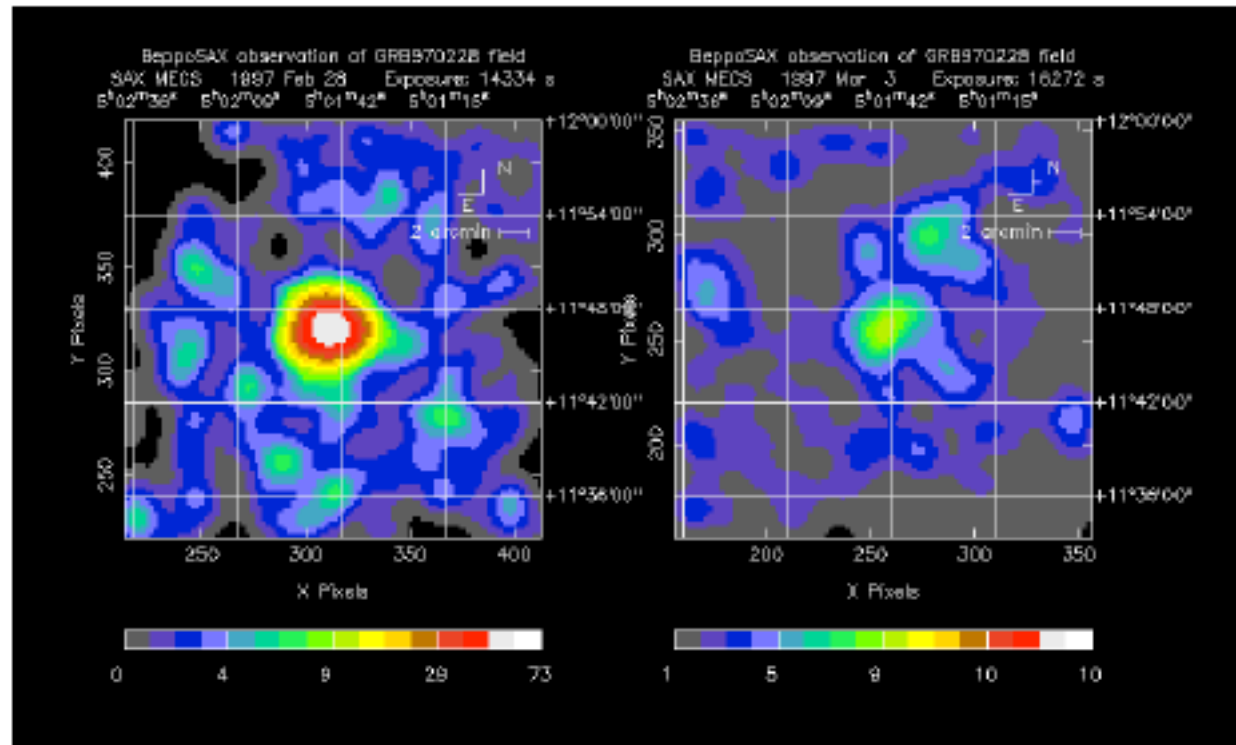 BeppoSAX observation of GRB970228 field
SAX MECS 1997 Feb 28 Exposure: 14334 s
5ʰ02ᵐ36ˢ 5ʰ02ᵐ09ˢ 5ʰ01ᵐ42ˢ 5ʰ01ᵐ15ˢ
+12°00'00"
400
N
E
+11°54'00"
2 arcmin
350
+11°48'00"
Y Pixels
300
+11°42'00"
250
+11°36'00"
250 300 350 400
X Pixels
0 4 9 29 73
BeppoSAX observation of GRB970228 field
SAX MECS 1997 Mar 3 Exposure: 16272 s
5ʰ02ᵐ36ˢ 5ʰ02ᵐ09ˢ 5ʰ01ᵐ42ˢ 5ʰ01ᵐ15ˢ
350
+12°00'00"
N
E
+11°54'00"
300
2 arcmin
+11°48'00"
Y Pixels
250
+11°42'00"
200
+11°36'00"
200 250 300 350
X Pixels
1 5 9 10 10